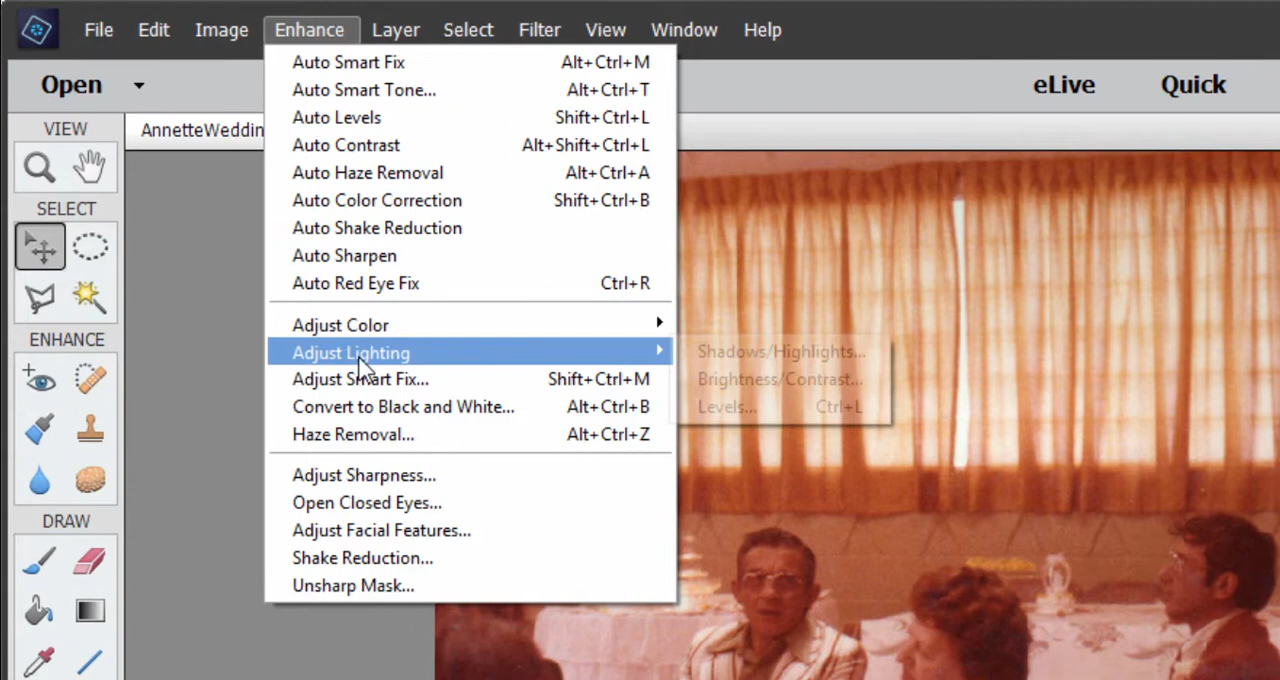 File Edit Image Enhance Layer Select Filter View Window Help
Open eLive Quick
VIEW
AnnetteWeddin
SELECT
ENHANCE
DRAW
Auto Smart Fix Alt+Ctrl+M
Auto Smart Tone... Alt+Ctrl+T
Auto Levels Shift+Ctrl+L
Auto Contrast Alt+Shift+Ctrl+L
Auto Haze Removal Alt+Ctrl+A
Auto Color Correction Shift+Ctrl+B
Auto Shake Reduction
Auto Sharpen
Auto Red Eye Fix Ctrl+R
Adjust Color
Adjust Lighting
Adjust Smart Fix... Shift+Ctrl+M
Convert to Black and White... Alt+Ctrl+B
Haze Removal... Alt+Ctrl+Z
Adjust Sharpness...
Open Closed Eyes...
Adjust Facial Features...
Shake Reduction...
Unsharp Mask...
Shadows/Highlights...
Brightness/Contrast...
Levels... Ctrl+L